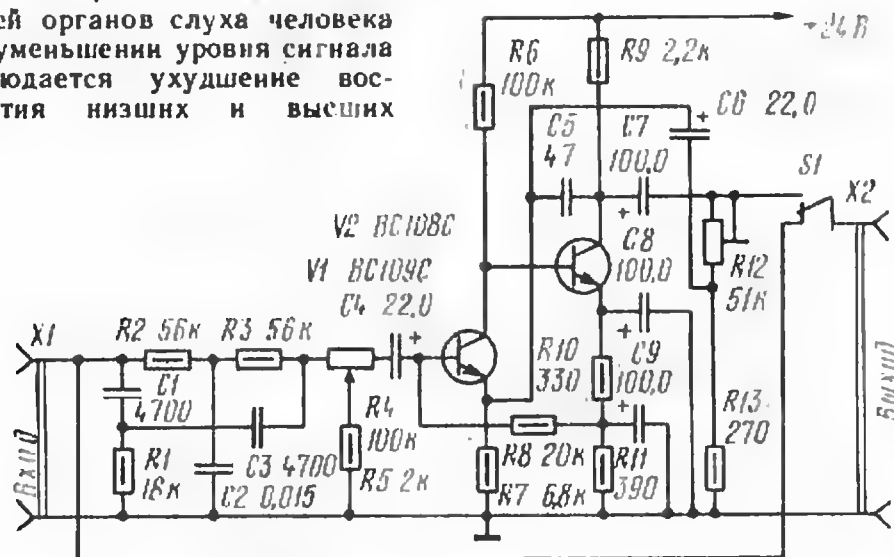 ей органов слуха человека
уменьшении уровня сигнала
юдается ухудшение вос-
тия низших и высших
+24 В
R6
100к
R9 2,2к
C6 22,0
C5
47
C7
100,0
S1
X2
V2 BC108C
V1 BC109C
C4 22,0
C8
100,0
R12
51к
X1
R2 56к
R3 56к
C1
4700
R10
330
C9
100,0
R4
100к
R13
270
Вход
Выход
R1
18к
C3 4700
C2 0,015
R5 2к
R8 20к
R7 6,8к
R11
390